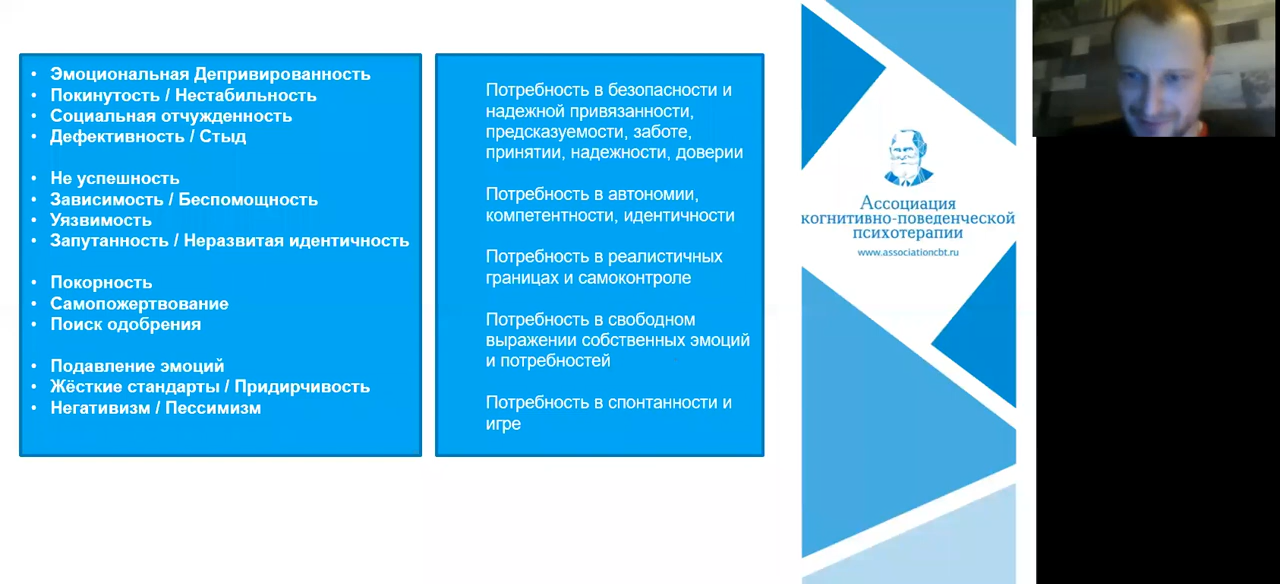 • Эмоциональная Депривированность
• Покинутость / Нестабильность
• Социальная отчужденность
• Дефективность / Стыд
• Не успешность
• Зависимость / Беспомощность
• Уязвимость
• Запутанность / Неразвитая идентичность
• Покорность
• Самопожертвование
• Поиск одобрения
• Подавление эмоций
• Жёсткие стандарты / Придирчивость
• Негативизм / Пессимизм
Потребность в безопасности и
надежной привязанности,
предсказуемости, заботе,
принятии, надежности, доверии
Потребность в автономии,
компетентности, идентичности
Потребность в реалистичных
границах и самоконтроле
Потребность в свободном
выражении собственных эмоций
и потребностей
Потребность в спонтанности и
игре
Ассоциация
когнитивно-поведенческой
психотерапии
www.associationcbt.ru